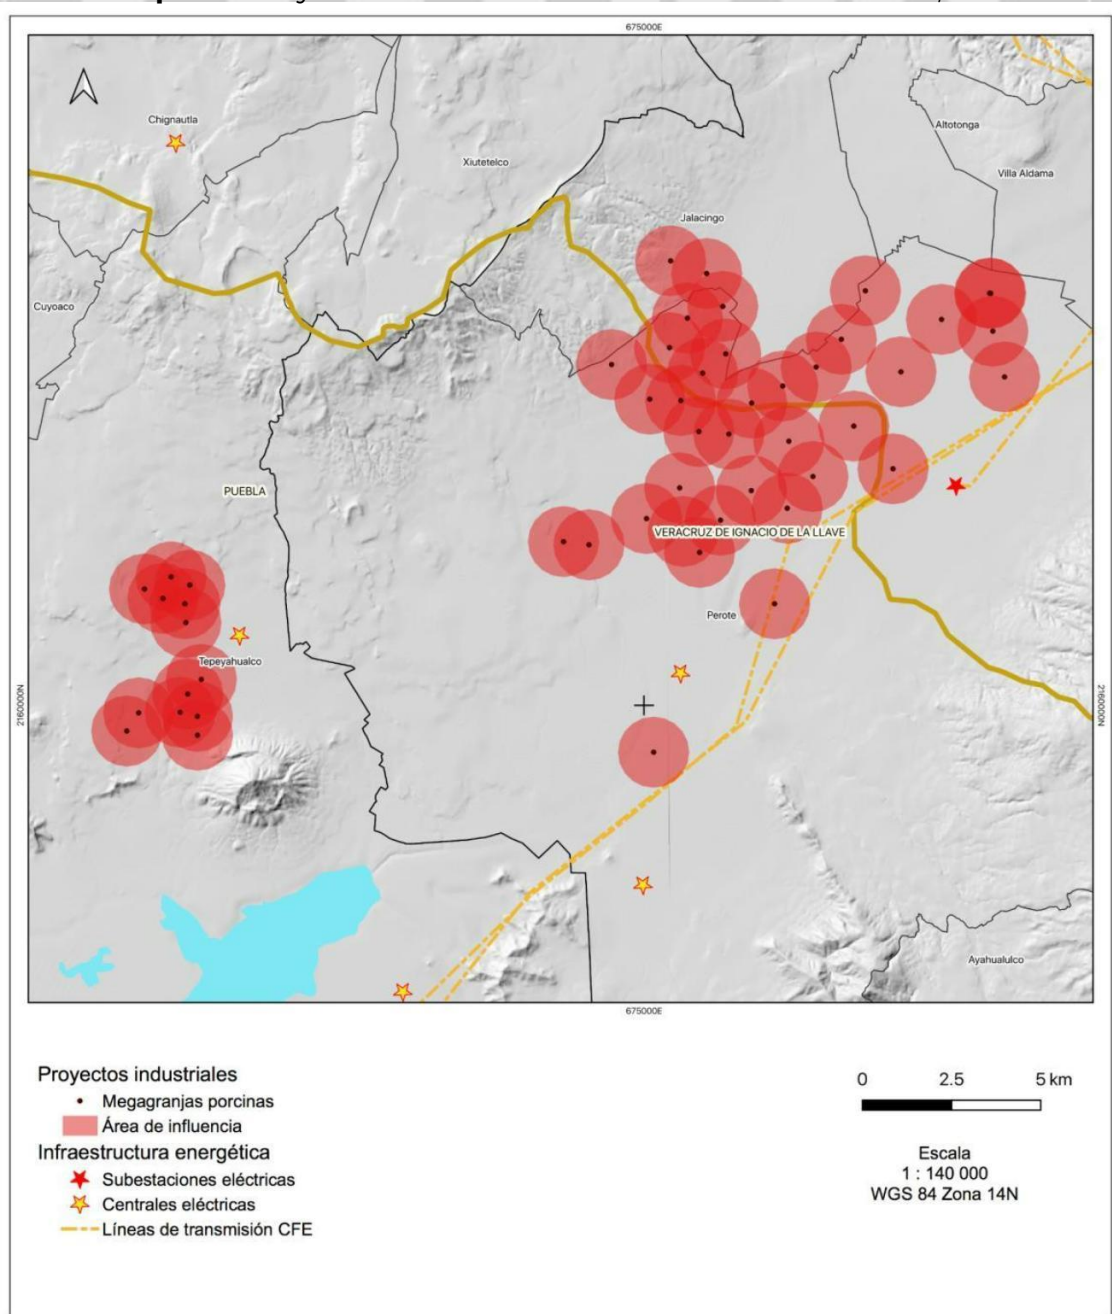 675000E
Chignautla
Altotonga
Xiutetelco
Villa Aldama
Jalacingo
Cuyoaco
PUEBLA
VERACRUZ DE IGNACIO DE LA LLAVE
Perote
Tepeyahualco
2160000N
2160000N
Ayahualulco
675000E
Proyectos industriales
Megagranjas porcinas
Área de influencia
Infraestructura energética
Subestaciones eléctricas
Centrales eléctricas
Líneas de transmisión CFE
0 2.5 5 km
Escala
1 : 140 000
WGS 84 Zona 14N